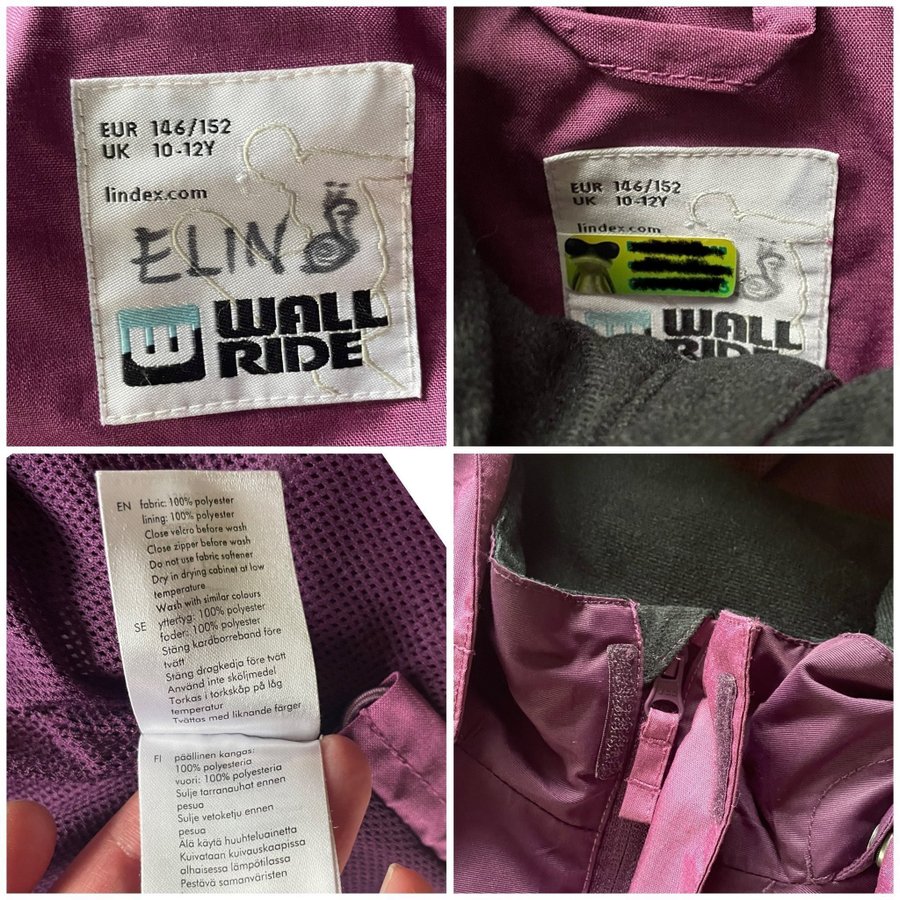 EUR 146/152
UK 10-12Y
lindex.com
ELIN
WALL
RIDE
EUR 146/152
UK 10-12Y
lindex.com
WALL
RIDE
EN fabric: 100% polyester
lining: 100% polyester
Close velcro before wash
Close zipper before wash
Do not use fabric softener
Dry in drying cabinet at low
temperature
Wash with similar colours
SE yttertyg: 100% polyester
foder: 100% polyester
Stäng kardborreband före
tvätt
Stäng dragkedja före tvätt
Använd inte sköljmedel
Torkas i torkskåp på låg
temperatur
Tvättas med liknande färger
FI päällinen kangas:
100% polyesteria
vuori: 100% polyesteria
Sulje tarranauhat ennen
pesua
Sulje vetoketju ennen
pesua
Älä käytä huuhteluainetta
Kuivataan kuivauskaapissa
alhaisessa lämpötilassa
Pestävä samanväristen